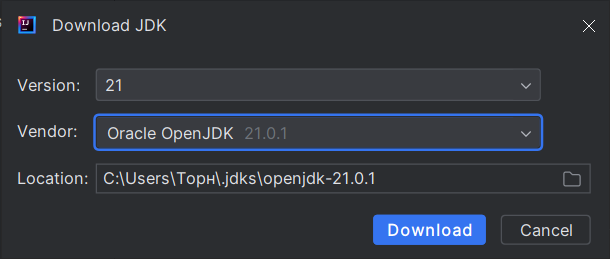 Download JDK
Version: 21
Vendor: Oracle OpenJDK 21.0.1
Location: C:\Users\Торн\.jdks\openjdk-21.0.1
Download Cancel